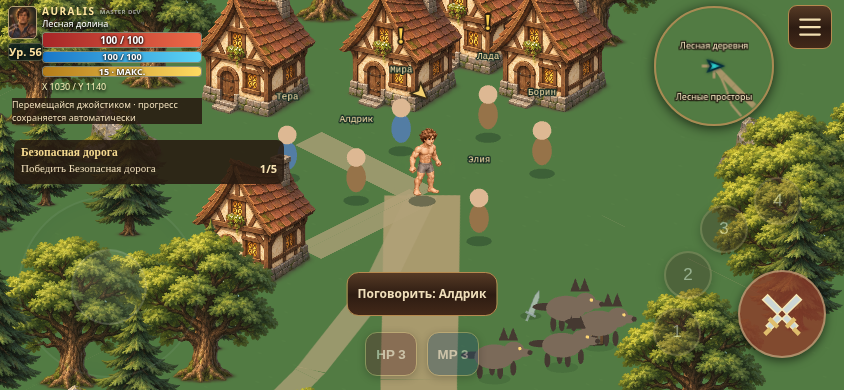 AURALIS MASTER DEV
Лесная долина
100 / 100
Ур. 56
100 / 100
15 · МАКС.
X 1030 / Y 1140
Перемещайся джойстиком · прогресс
сохраняется автоматически
Безопасная дорога
Победить Безопасная дорога
1/5
!
!
Мира
Лада
Тера
Борин
Алдрик
Элия
Лесная деревня
Лесные просторы
4
3
2
1
Поговорить: Алдрик
HP 3
MP 3